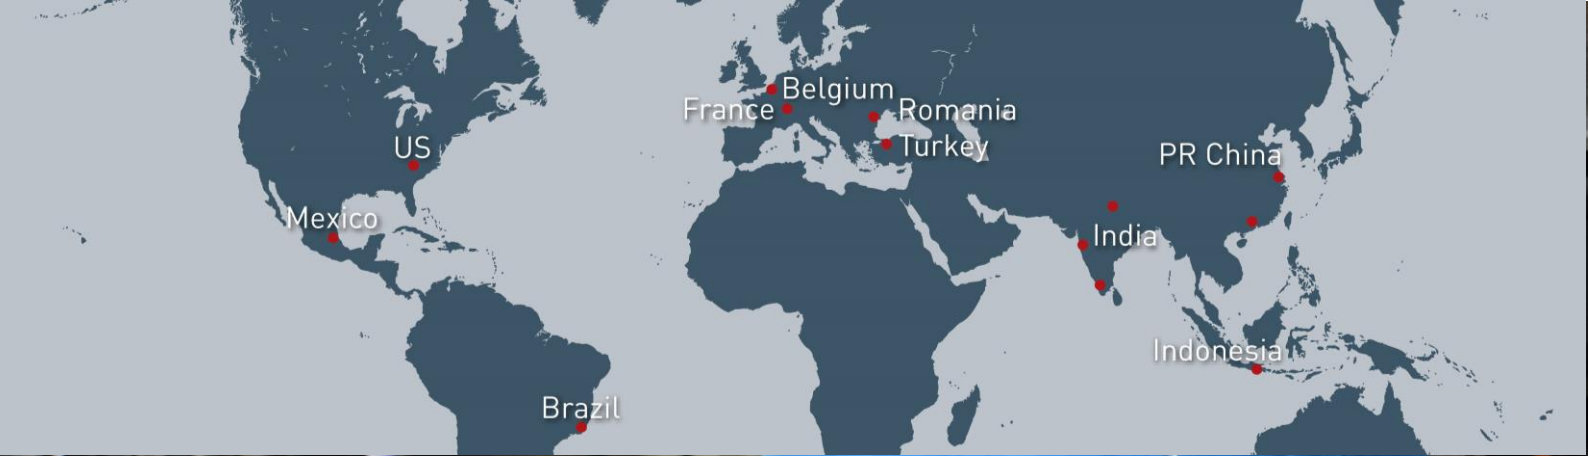 Belgium
France
Romania
Turkey
US
PR China
Mexico
India
Indonesia
Brazil